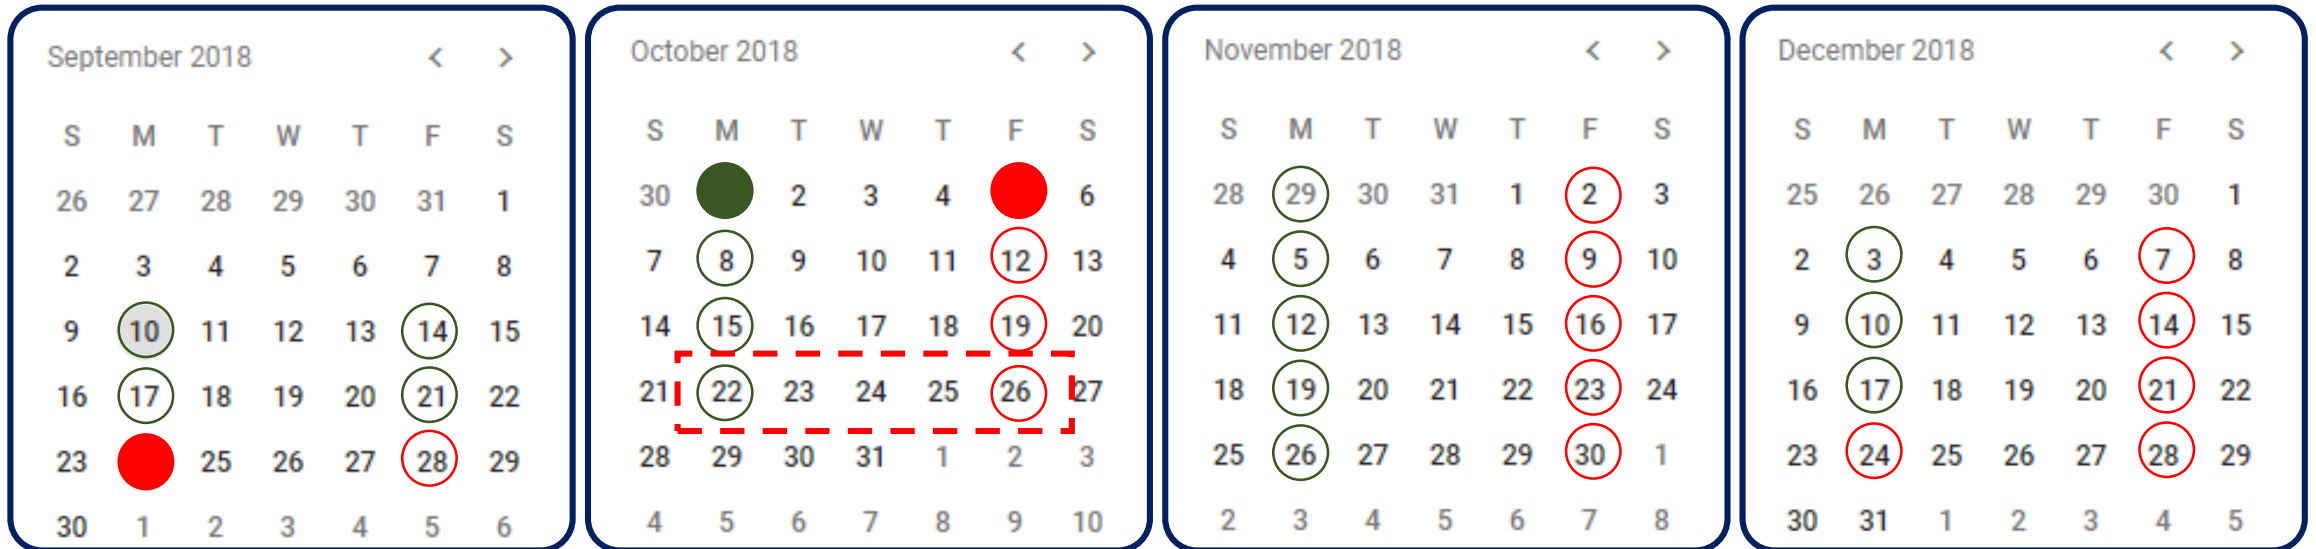 September 2018 < >
S M T W T F S
26 27 28 29 30 31 1
2 3 4 5 6 7 8
9 10 11 12 13 14 15
16 17 18 19 20 21 22
23 25 26 27 28 29
30 1 2 3 4 5 6
October 2018 < >
S M T W T F S
30 2 3 4 6
7 8 9 10 11 12 13
14 15 16 17 18 19 20
21 22 23 24 25 26 27
28 29 30 31 1 2 3
4 5 6 7 8 9 10
November 2018 < >
S M T W T F S
28 29 30 31 1 2 3
4 5 6 7 8 9 10
11 12 13 14 15 16 17
18 19 20 21 22 23 24
25 26 27 28 29 30 1
2 3 4 5 6 7 8
December 2018 < >
S M T W T F S
25 26 27 28 29 30 1
2 3 4 5 6 7 8
9 10 11 12 13 14 15
16 17 18 19 20 21 22
23 24 25 26 27 28 29
30 31 1 2 3 4 5